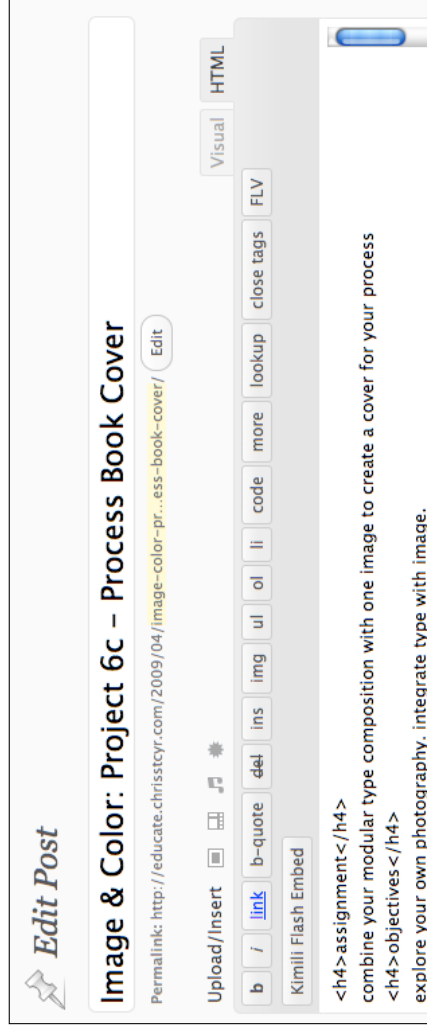 Edit Post
Image & Color: Project 6c – Process Book Cover
Permalink: http://educate.chrisstcyr.com/2009/04/image-color-pr...ess-book-cover/ Edit
Upload/Insert Visual HTML
b i link b-quote del ins img ul ol li code more lookup close tags FLV
Kimili Flash Embed
<h4>assignment</h4>
combine your modular type composition with one image to create a cover for your process
<h4>objectives</h4>
explore your own photography, integrate type with image.